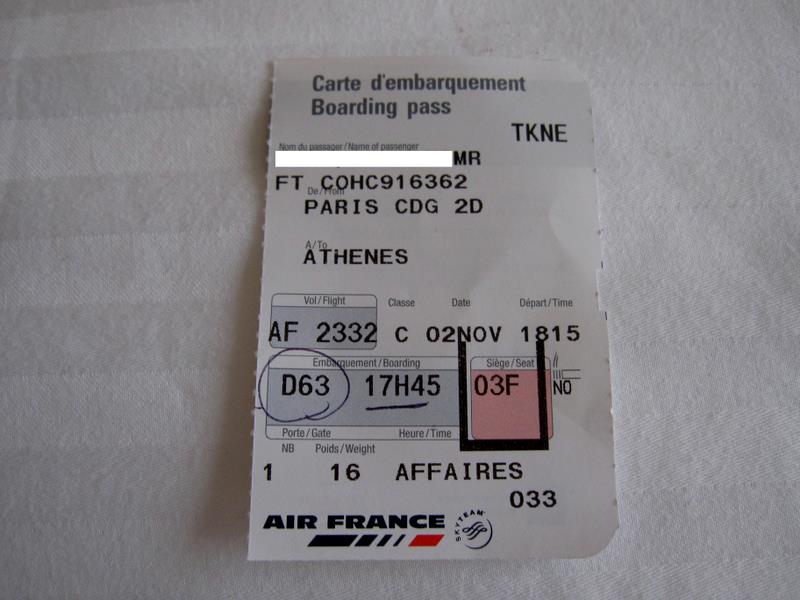 Carte d'embarquement
Boarding pass
TKNE
Nom du passager / Name of passenger
MR
FT COHC916362
De/From
PARIS CDG 2D
A/To
ATHENES
Vol/Flight Classe Date Départ/Time
AF 2332 C 02NOV 1815
Embarquement/Boarding Siège/Seat
D63 17H45 03F NO
Porte/Gate Heure/Time
NB Poids/Weight
1 16 AFFAIRES
033
AIR FRANCE SKYTEAM